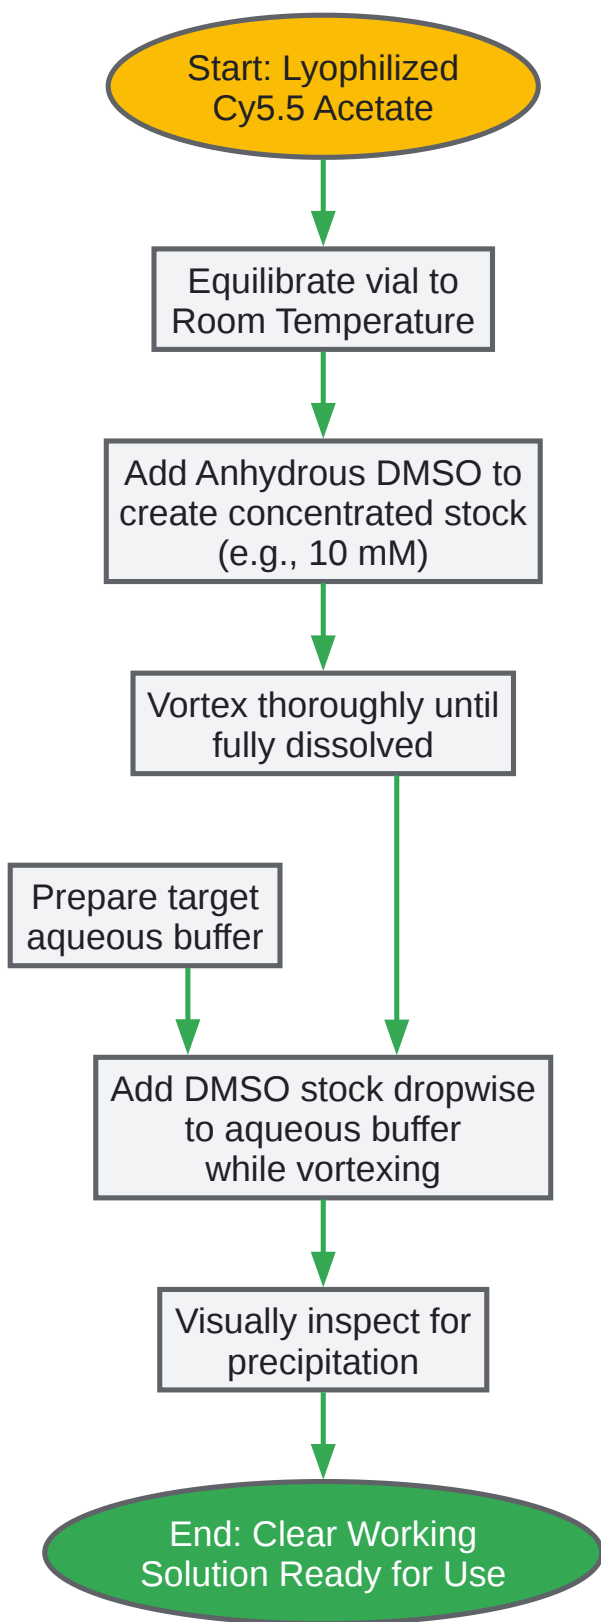 Start: Lyophilized
Cy5.5 Acetate
Equilibrate vial to
Room Temperature
Add Anhydrous DMSO to
create concentrated stock
(e.g., 10 mM)
Vortex thoroughly until
fully dissolved
Prepare target
aqueous buffer
Add DMSO stock dropwise
to aqueous buffer
while vortexing
Visually inspect for
precipitation
End: Clear Working
Solution Ready for Use